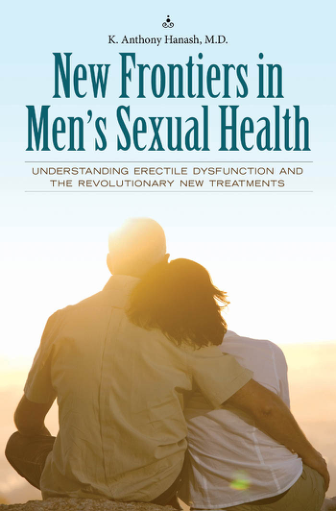 K. Anthony Hanash, M.D.
New Frontiers in
Men's Sexual Health
UNDERSTANDING ERECTILE DYSFUNCTION AND
THE REVOLUTIONARY NEW TREATMENTS